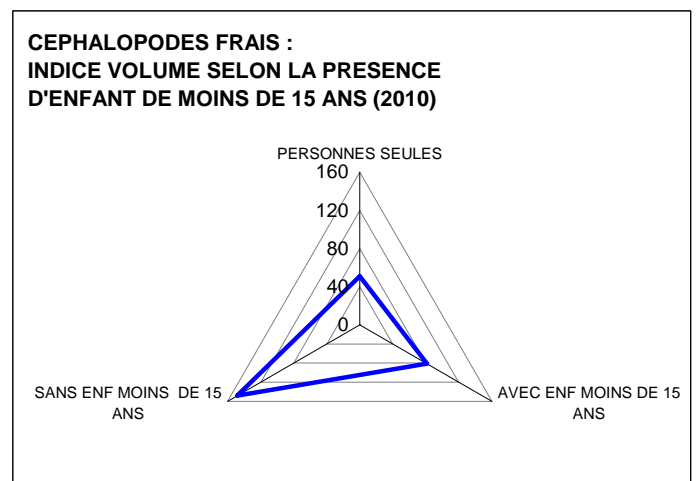 CEPHALOPODES FRAIS :
INDICE VOLUME SELON LA PRESENCE
D'ENFANT DE MOINS DE 15 ANS (2010)
PERSONNES SEULES
160
120
80
40
0
SANS ENF MOINS  DE 15
ANS
AVEC ENF MOINS DE 15
ANS